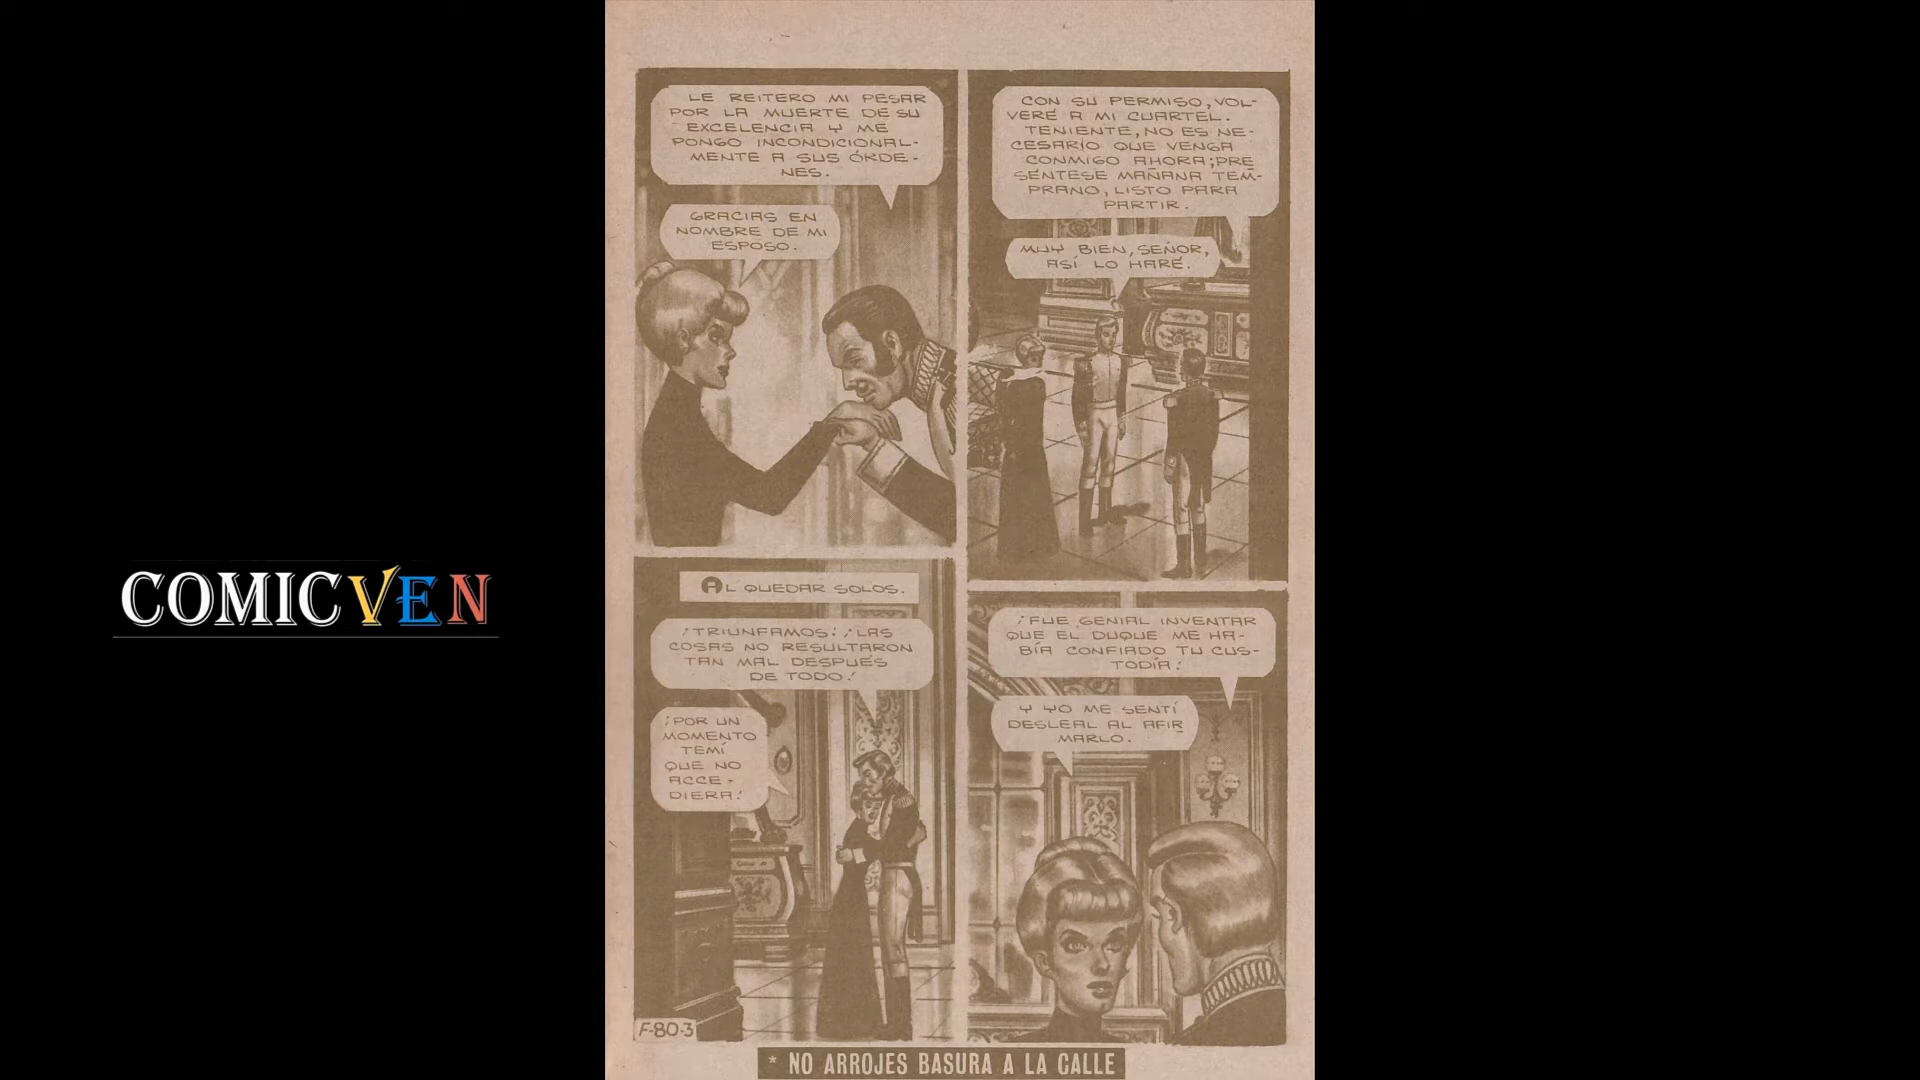 LE REITERO MI PESAR
POR LA MUERTE DE SU
EXCELENCIA Y ME
PONGO INCONDICIONAL-
MENTE A SUS ÓRDE-
NES.
GRACIAS EN
NOMBRE DE MI
ESPOSO.
CON SU PERMISO, VOL-
VERÉ A MI CUARTEL.
TENIENTE, NO ES NE-
CESARIO QUE VENGA
CONMIGO AHORA; PRE
SÉNTESE MAÑANA TEM-
PRANO, LISTO PARA
PARTIR.
MUY BIEN, SEÑOR,
ASÍ LO HARÉ.
AL QUEDAR SOLOS.
¡TRIUNFAMOS! ¡LAS
COSAS NO RESULTARON
TAN MAL DESPUÉS
DE TODO!
¡POR UN
MOMENTO
TEMÍ
QUE NO
ACCE-
DIERA!
¡FUE GENIAL INVENTAR
QUE EL DUQUE ME HA-
BÍA CONFIADO TU CUS-
TODIA!
Y YO ME SENTÍ
DESLEAL AL AFIR
MARLO.
F-80-3
* NO ARROJES BASURA A LA CALLE
COMICVEN